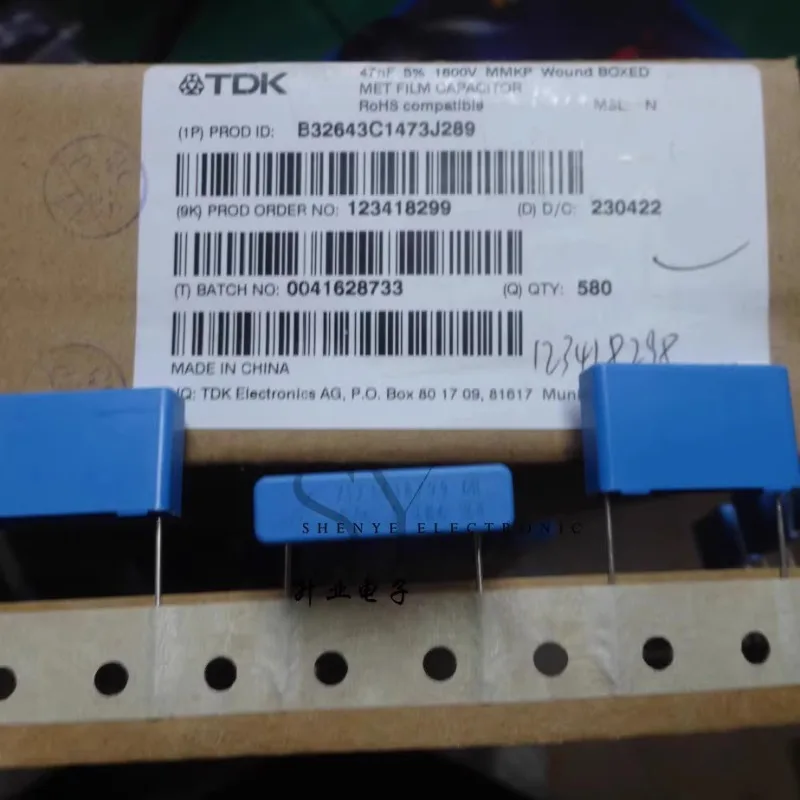 TDK
47nF 5% 1600V MMKP Wound BOXED
MET FILM CAPACITOR
RoHS compatible MSL: N
(1P) PROD ID: B32643C1473J289
(9K) PROD ORDER NO: 123418299 (D) D/C: 230422
(T) BATCH NO: 0041628733 (Q) QTY: 580
123418298
MADE IN CHINA
TDK Electronics AG, P.O. Box 80 17 09, 81617
SY
SHENYE ELECTRONIC
升业电子